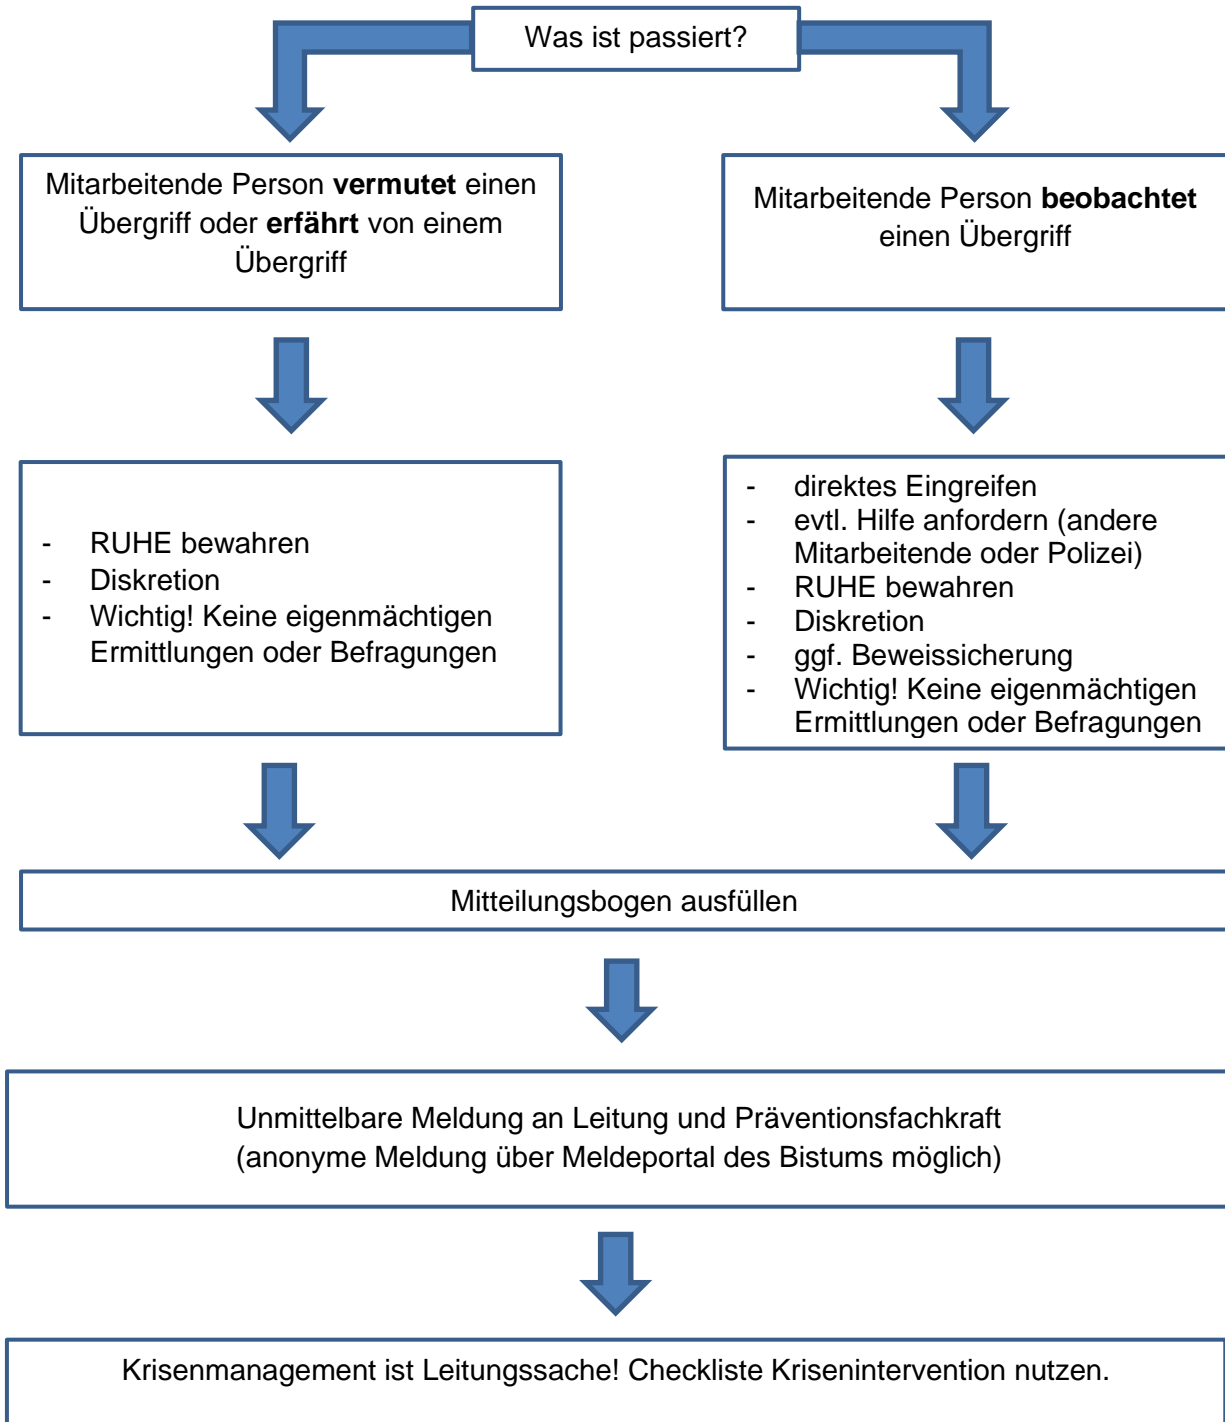 Was ist passiert?
Mitarbeitende Person vermutet einen
Übergriff oder erfährt von einem
Übergriff
Mitarbeitende Person beobachtet
einen Übergriff
- RUHE bewahren
- Diskretion
- Wichtig! Keine eigenmächtigen
Ermittlungen oder Befragungen
- direktes Eingreifen
- evtl. Hilfe anfordern (andere
Mitarbeitende oder Polizei)
- RUHE bewahren
- Diskretion
- ggf. Beweissicherung
- Wichtig! Keine eigenmächtigen
Ermittlungen oder Befragungen
Mitteilungsbogen ausfüllen
Unmittelbare Meldung an Leitung und Präventionsfachkraft
(anonyme Meldung über Meldeportal des Bistums möglich)
Krisenmanagement ist Leitungssache! Checkliste Krisenintervention nutzen.